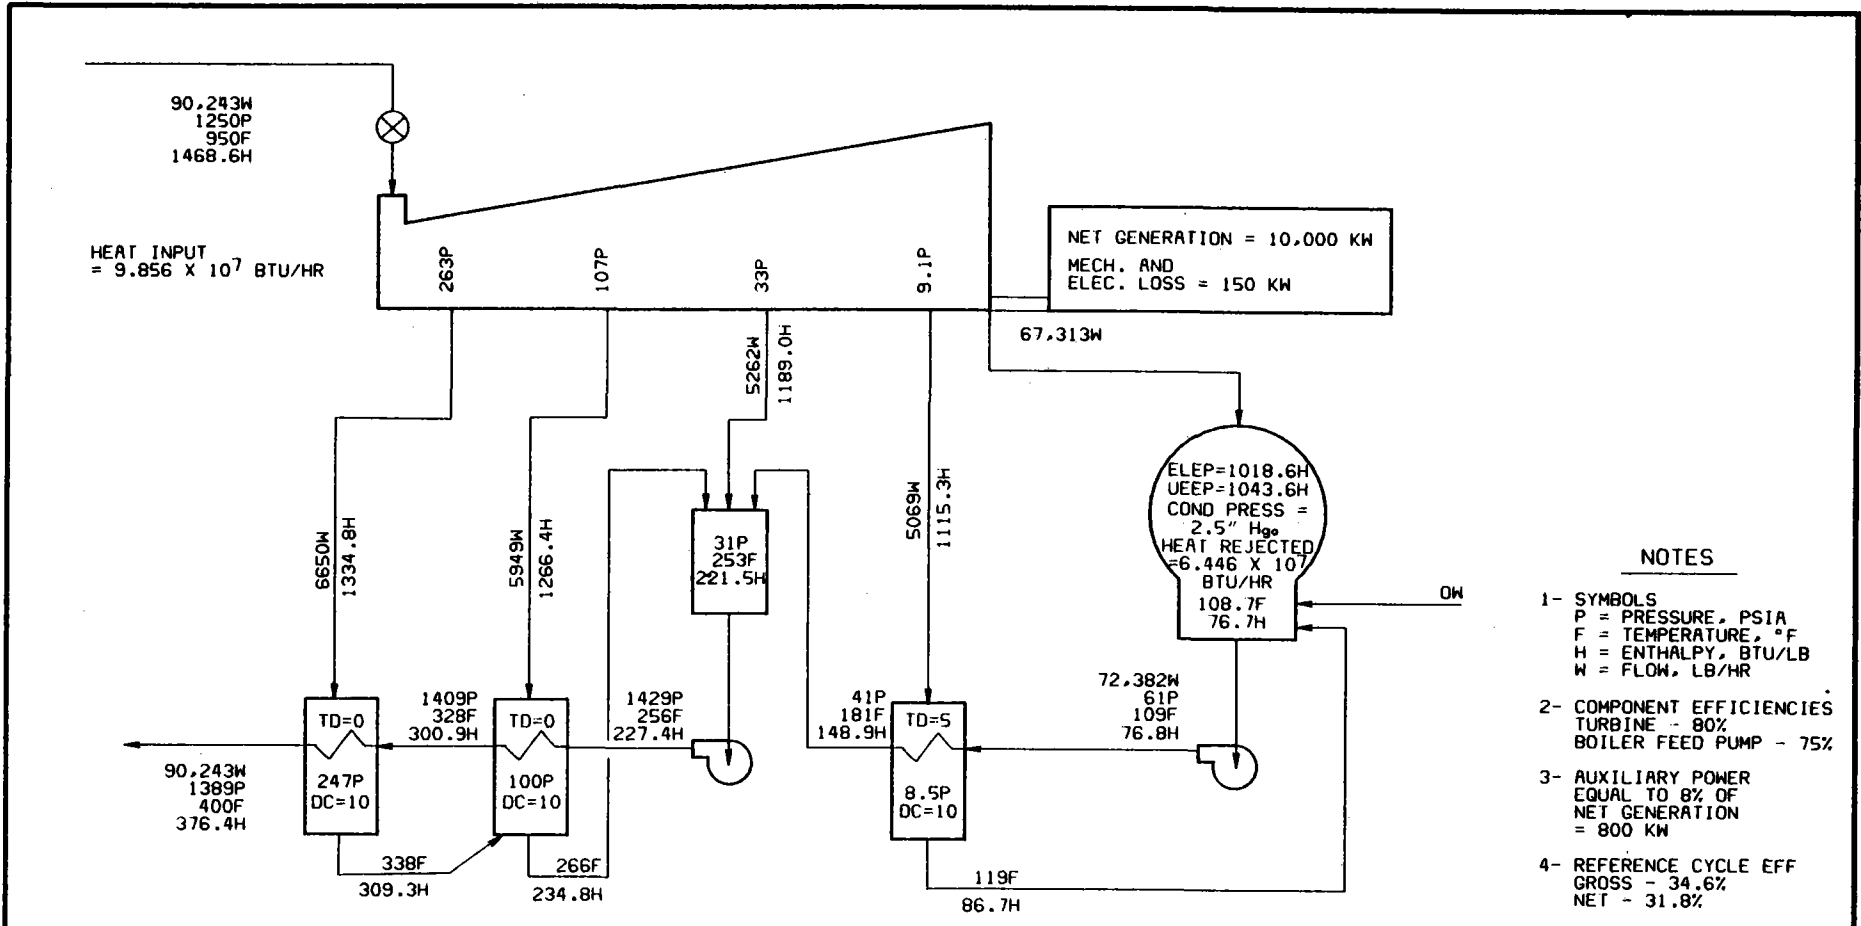 90,243W
1250P
950F
1468.6H
HEAT INPUT
= 9.856 X 10⁷ BTU/HR
263P
107P
33P
9.1P
NET GENERATION = 10,000 KW
MECH. AND
ELEC. LOSS = 150 KW
67,313W
6650W
1334.8H
5949W
1266.4H
5262W
1189.0H
5069W
1115.3H
31P
253F
221.5H
ELEP=1018.6H
UEEP=1043.6H
COND PRESS =
2.5" Hga
HEAT REJECTED
=6.446 X 10⁷
BTU/HR
108.7F
76.7H
0W
TD=0
247P
DC=10
1409P
328F
300.9H
TD=0
100P
DC=10
1429P
256F
227.4H
41P
181F
148.9H
TD=5
8.5P
DC=10
72,382W
61P
109F
76.8H
90,243W
1389P
400F
376.4H
338F
309.3H
266F
234.8H
119F
86.7H
NOTES
1- SYMBOLS
P = PRESSURE, PSIA
F = TEMPERATURE, °F
H = ENTHALPY, BTU/LB
W = FLOW, LB/HR
2- COMPONENT EFFICIENCIES
TURBINE - 80%
BOILER FEED PUMP - 75%
3- AUXILIARY POWER
EQUAL TO 8% OF
NET GENERATION
= 800 KW
4- REFERENCE CYCLE EFF
GROSS - 34.6%
NET - 31.8%